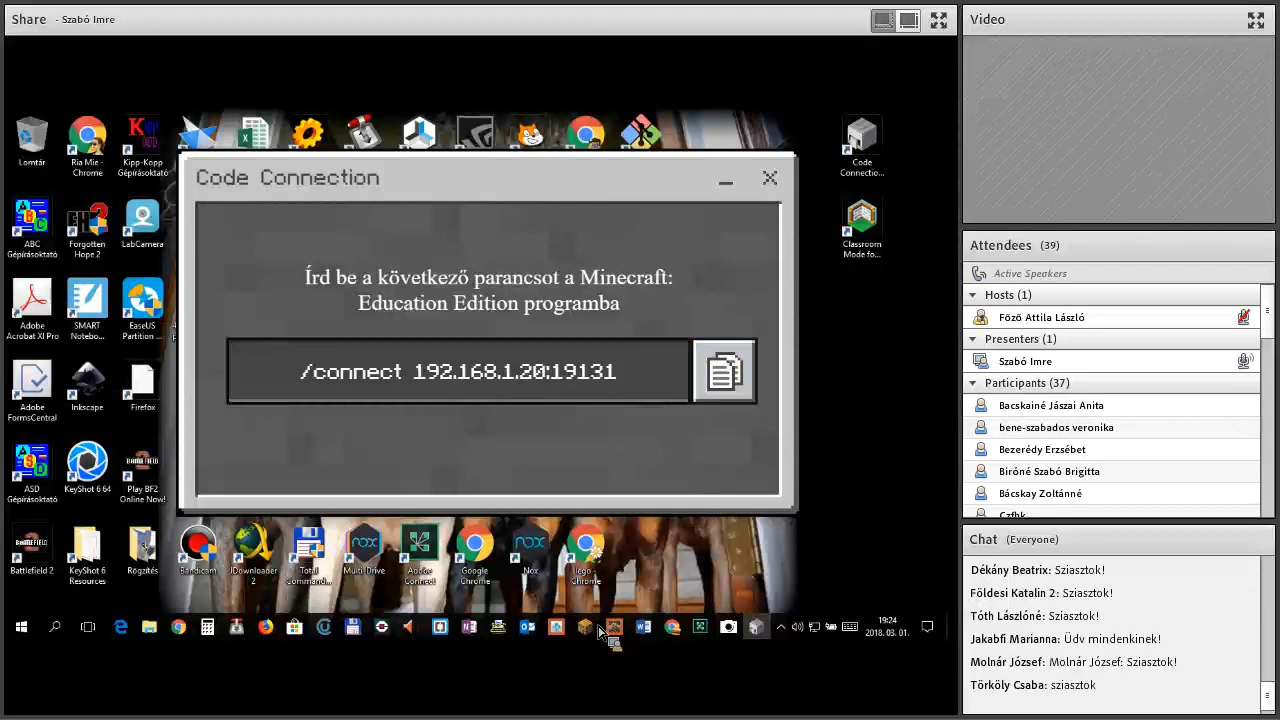 Share - Szabó Imre
Video
Lomtár
Ria Mie - Chrome
Kipp-Kopp Gépírásoktató
ABC Gépírásoktató
Forgotten Hope 2
LabCamera
Adobe Acrobat XI Pro
SMART Notebo...
EaseUS Partition ...
Adobe FormsCentral
Inkscape
Firefox
ASD Gépírásoktató
KeyShot 6 64
Play BF2 Online Now!
Battlefield 2
KeyShot 6 Resources
Rögzítés
Bandicam
JDownloader 2
Total Comman...
Multi-Drive
Adobe Connect
Google Chrome
Nox
lego - Chrome
Code Connectio...
Classroom Mode fo...
Code Connection
Írd be a következő parancsot a Minecraft:
Education Edition programba
/connect 192.168.1.20:19131
19:24
2018. 03. 01.
Attendees (39)
Active Speakers
Hosts (1)
Főző Attila László
Presenters (1)
Szabó Imre
Participants (37)
Bacskainé Jászai Anita
bene-szabados veronika
Bezerédy Erzsébet
Biróné Szabó Brigitta
Bácskay Zoltánné
Chat (Everyone)
Dékány Beatrix: Sziasztok!
Földesi Katalin 2: Sziasztok!
Tóth Lászlóné: Sziasztok!
Jakabfi Marianna: Üdv mindenkinek!
Molnár József: Molnár József: Sziasztok!
Törköly Csaba: sziasztok